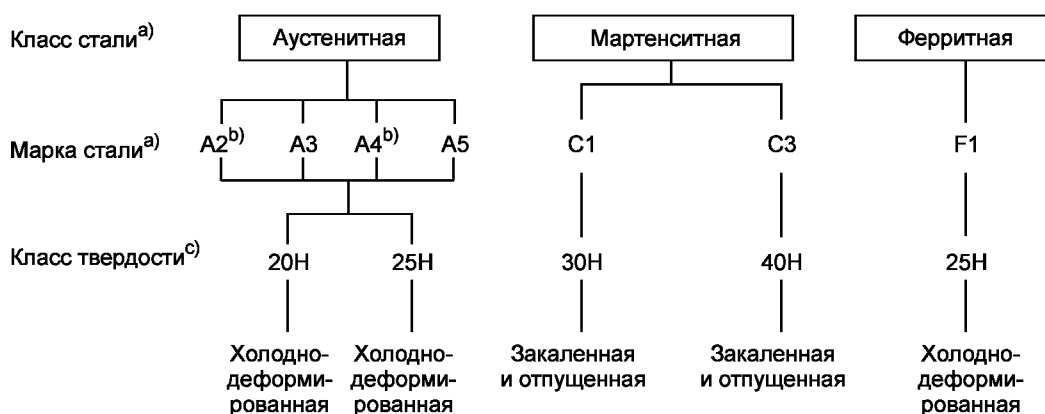 Класс стали a) Аустенитная Мартенситная Ферритная
Марка стали a) A2 b) A3 A4 b) A5 C1 C3 F1
Класс твердости c) 20H 25H 30H 40H 25H
Холодно- Холодно- Закаленная Закаленная Холодно-
деформи- деформи- и отпущенная и отпущенная деформи-
рованная рованная рованная